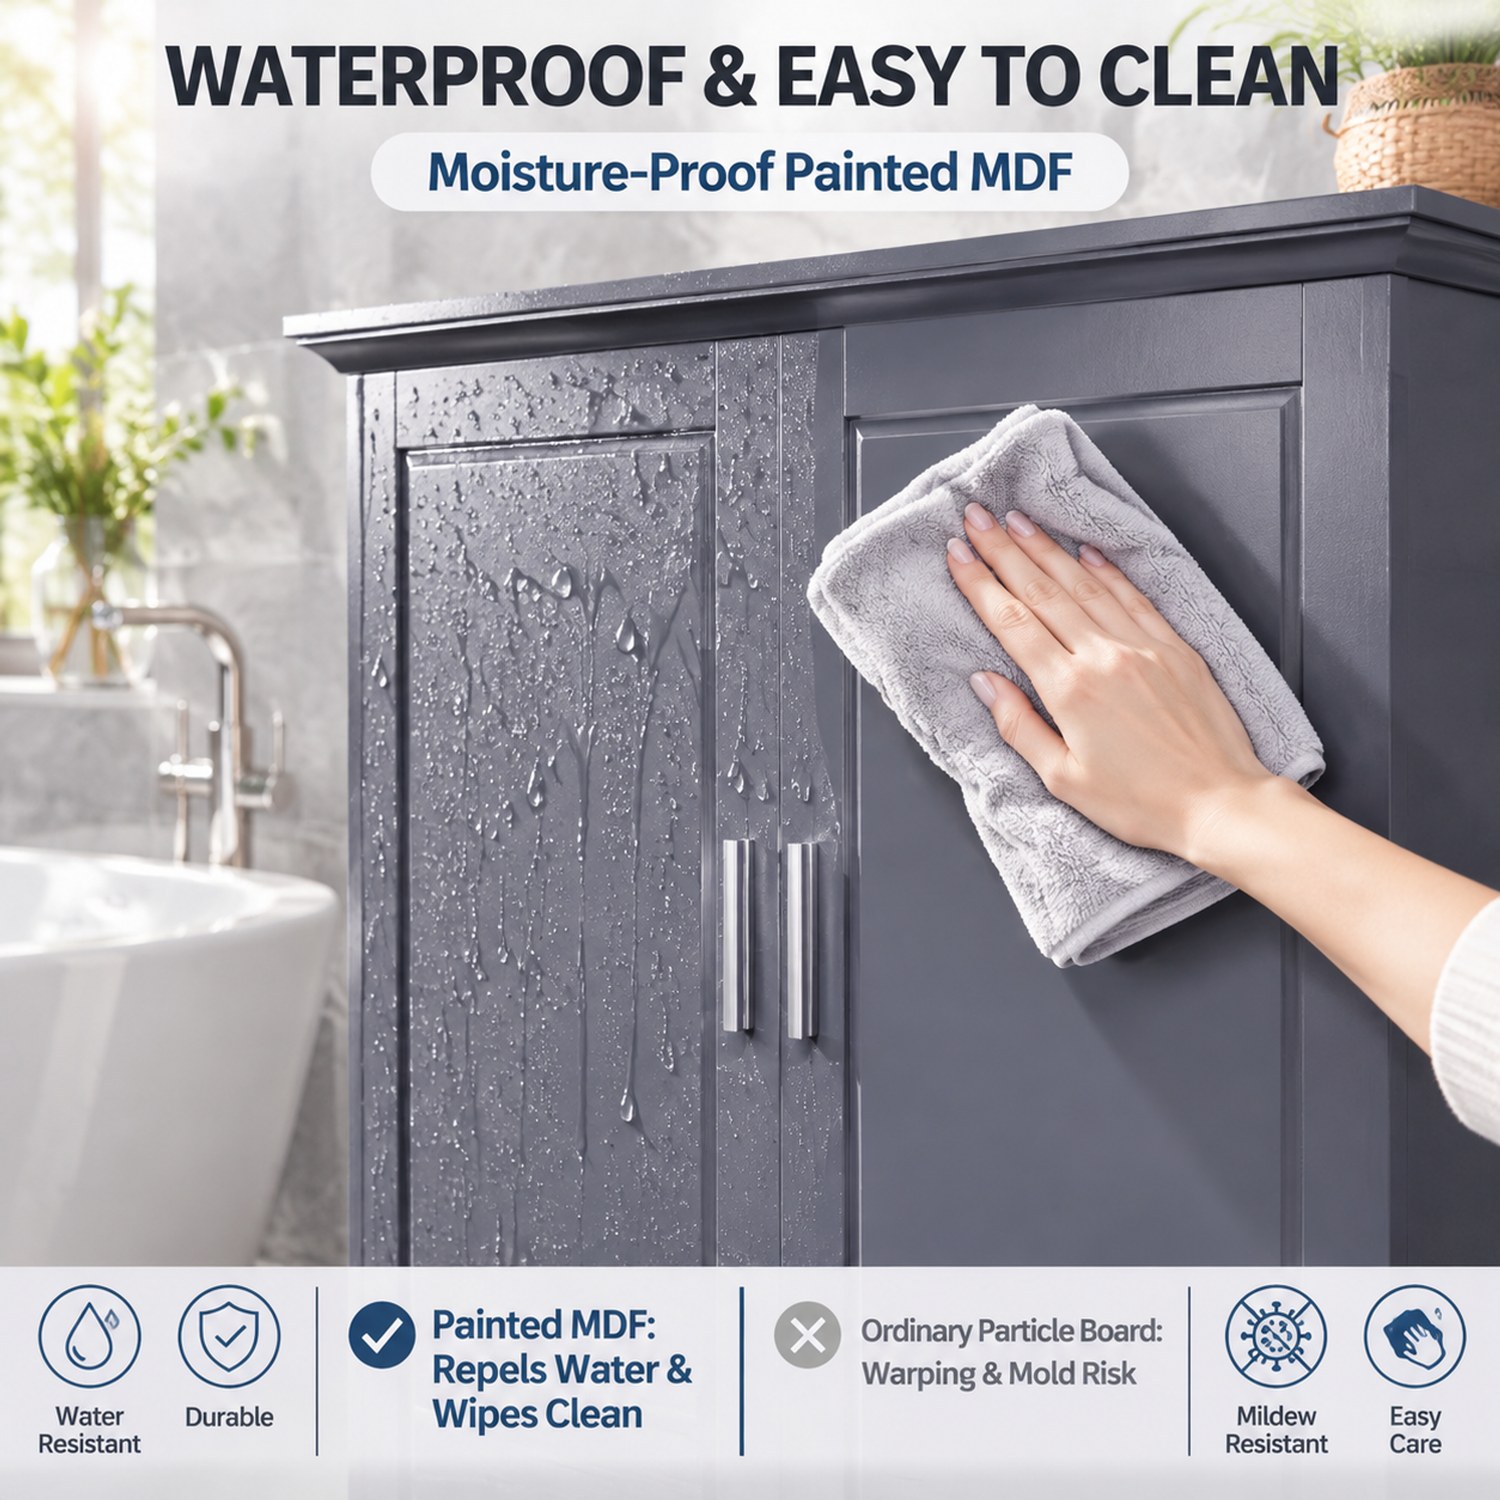 WATERPROOF & EASY TO CLEAN
Moisture-Proof Painted MDF
Water
Resistant
Durable
Painted MDF:
Repels Water &
Wipes Clean
Ordinary Particle Board:
Warping & Mold Risk
Mildew
Resistant
Easy
Care